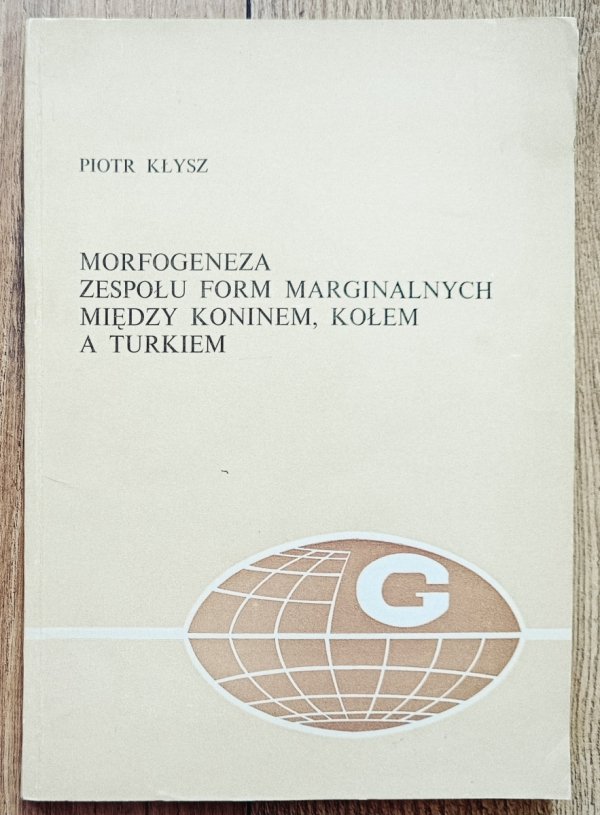 PIOTR KŁYSZ
MORFOGENEZA
ZESPOŁU FORM MARGINALNYCH
MIĘDZY KONINEM, KOŁEM
A TURKIEM
G